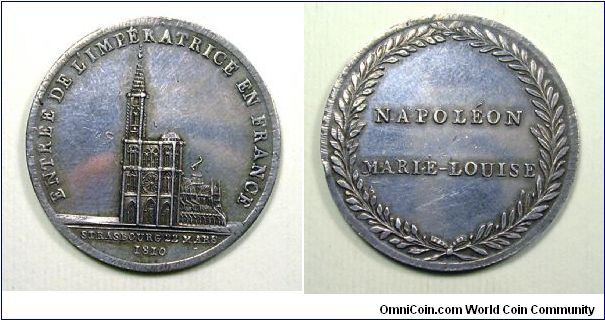 ENTRÉE DE L'IMPÉRATRICE EN FRANCE
STRASBOURG 22 MARS
1810
NAPOLÉON
MARIE-LOUISE
OmniCoin.com World Coin Community